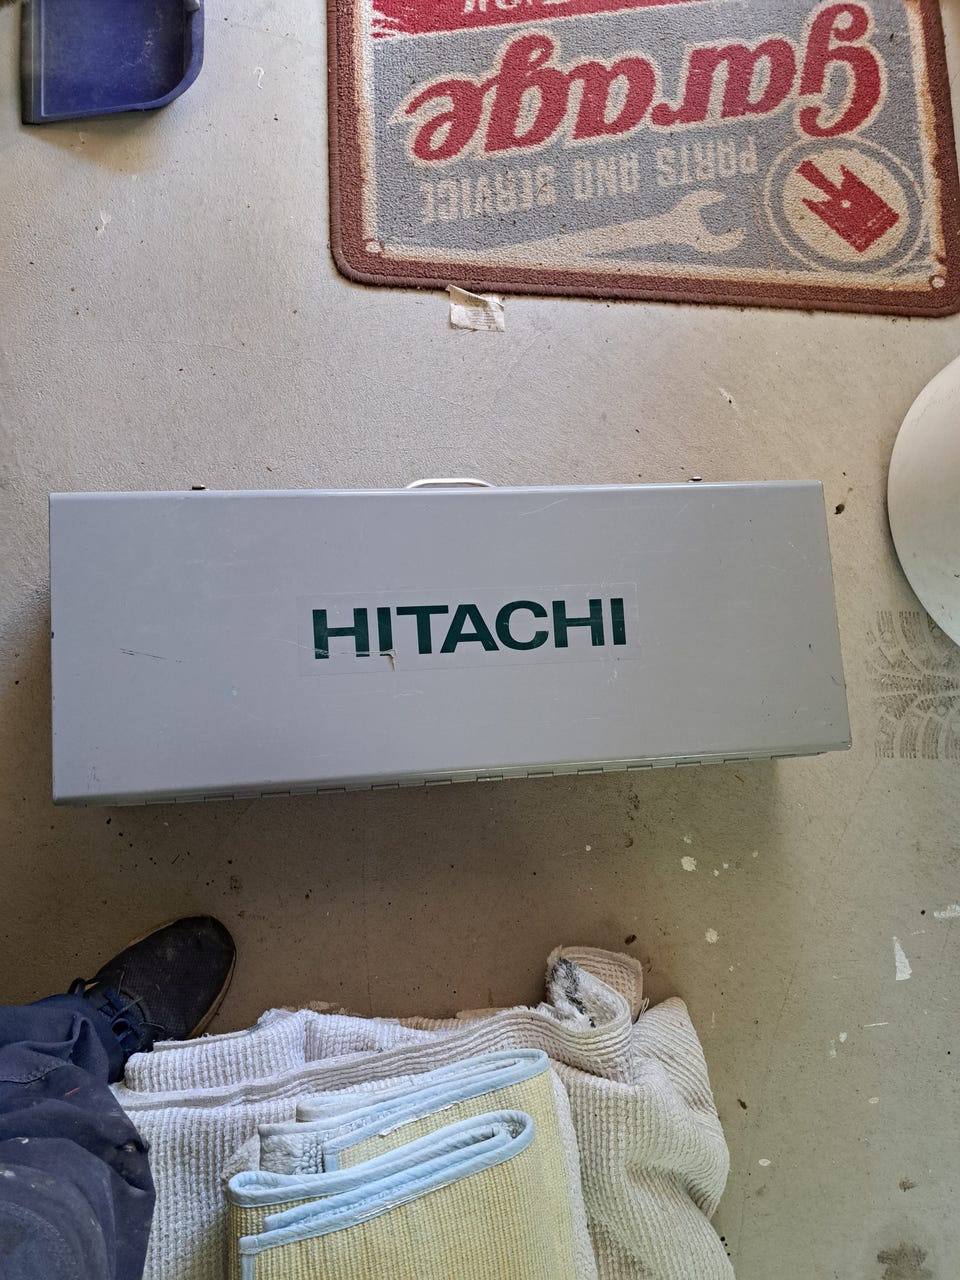 garage
PARTS AND SERVICE
HITACHI